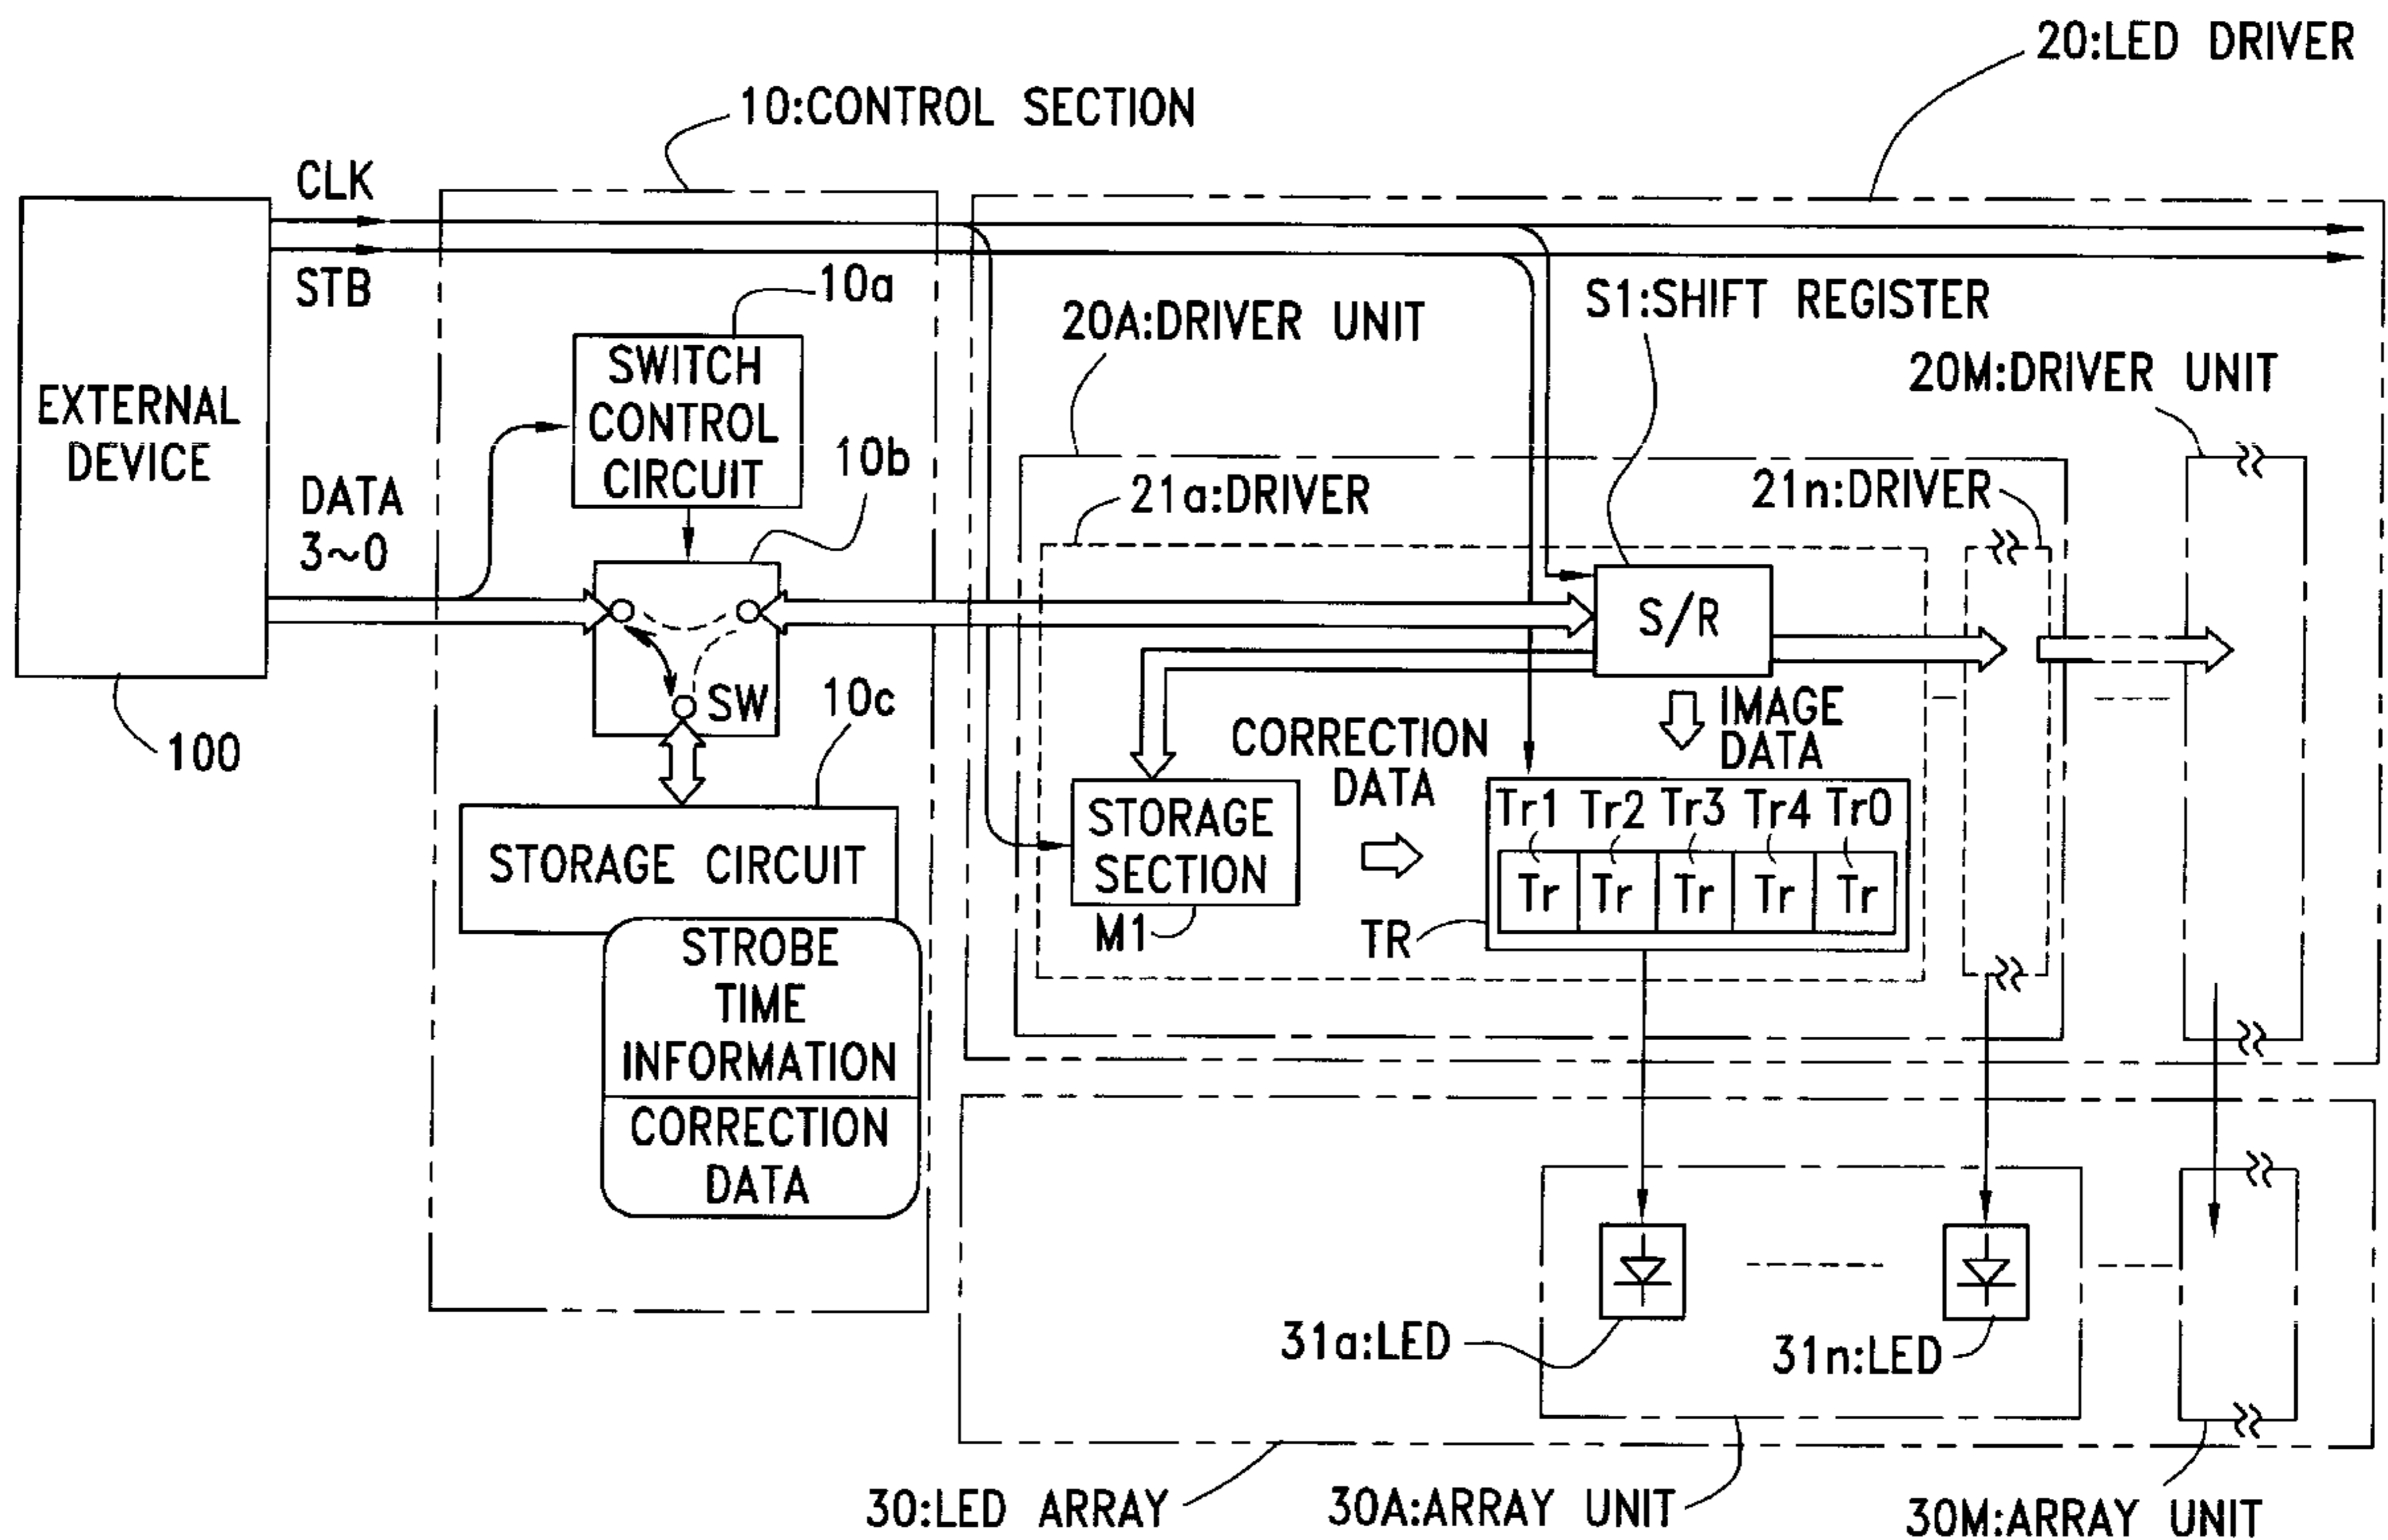 20:LED DRIVER
10:CONTROL SECTION
CLK
STB
10a
SWITCH
CONTROL
CIRCUIT
20A:DRIVER UNIT
S1:SHIFT REGISTER
20M:DRIVER UNIT
EXTERNAL
DEVICE
DATA
3~0
10b
21a:DRIVER
21n:DRIVER
S/R
SW
10c
100
IMAGE
DATA
CORRECTION
DATA
STORAGE
SECTION
M1
Tr1 Tr2 Tr3 Tr4 Tr0
Tr Tr Tr Tr Tr
TR
STORAGE CIRCUIT
STROBE
TIME
INFORMATION
CORRECTION
DATA
31a:LED
31n:LED
30:LED ARRAY
30A:ARRAY UNIT
30M:ARRAY UNIT